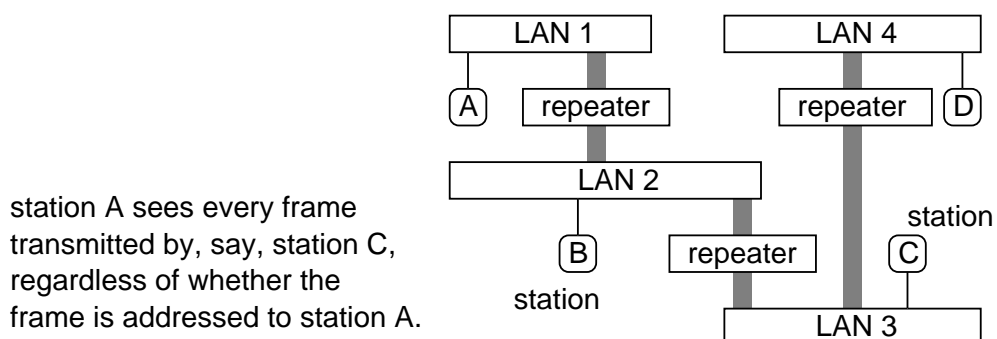 LAN 1
LAN 4
A
repeater
repeater
D
LAN 2
station A sees every frame
transmitted by, say, station C,
regardless of whether the
frame is addressed to station A.
station
B
repeater
C
station
LAN 3